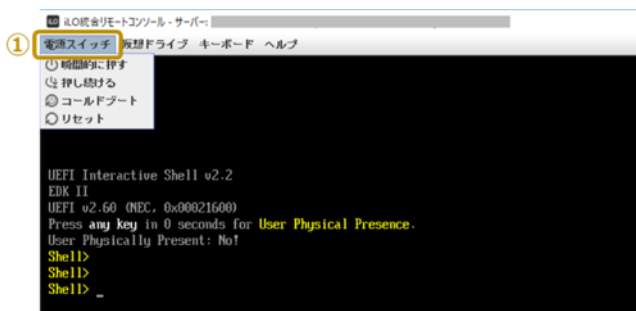 iLO iLO統合リモートコンソール - サーバー:
① 電源スイッチ 仮想ドライブ キーボード ヘルプ
瞬間的に押す
押し続ける
コールドブート
リセット
UEFI Interactive Shell v2.2
EDK II
UEFI v2.60 (NEC, 0x00021600)
Press any key in 0 seconds for User Physical Presence.
User Physically Present: No!
Shell>
Shell>
Shell> _